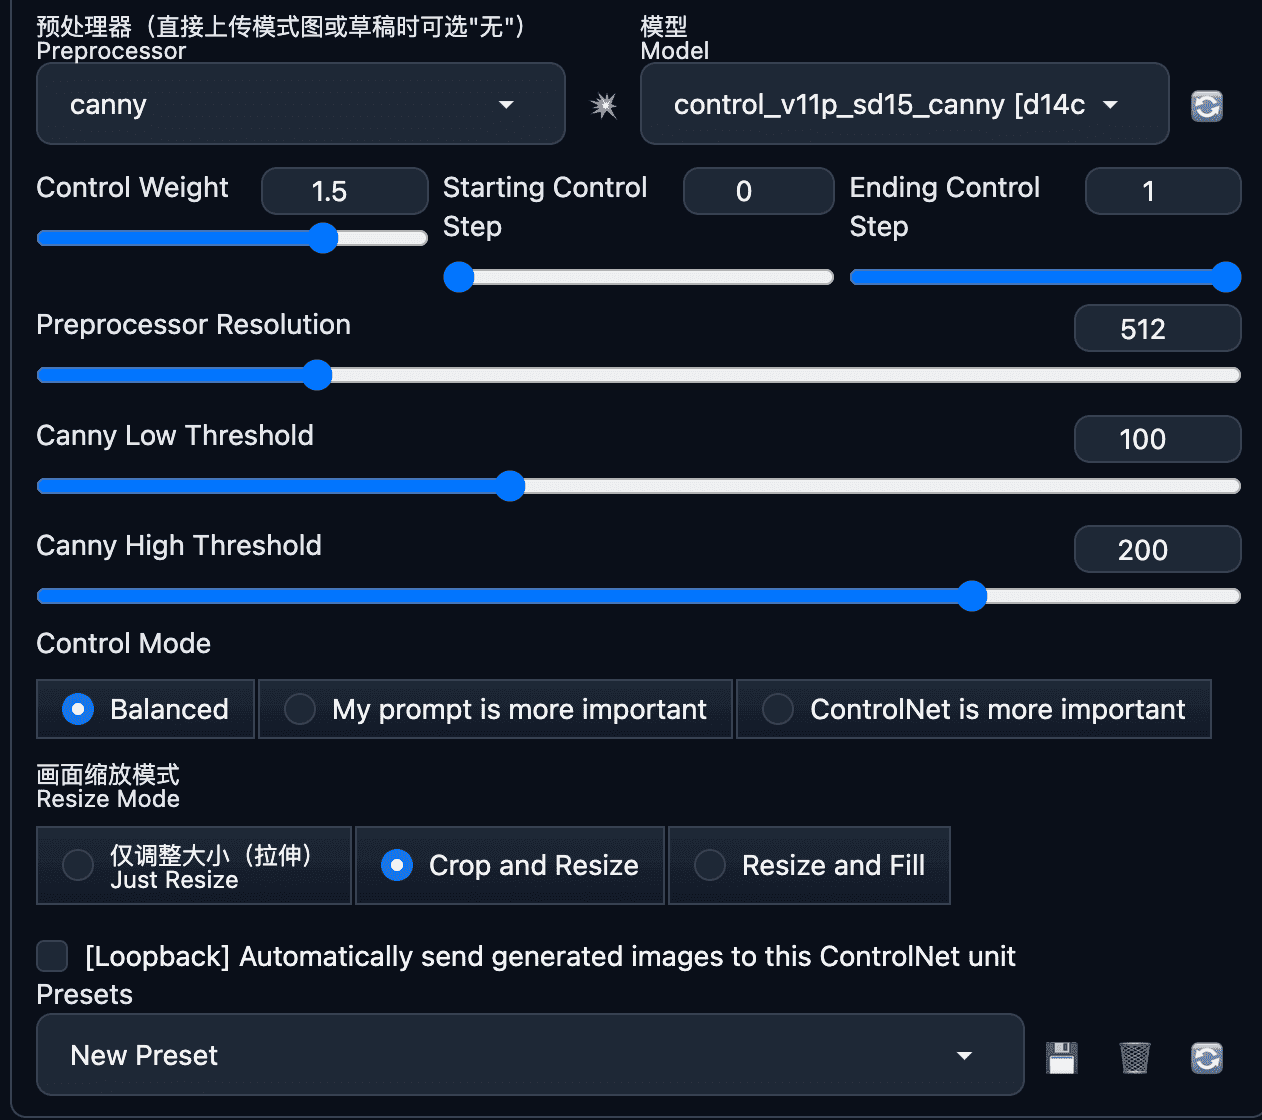 预处理器（直接上传模式图或草稿时可选"无"）
Preprocessor
模型
Model
canny
control_v11p_sd15_canny [d14c
Control Weight
1.5
Starting Control
Step
0
Ending Control
Step
1
Preprocessor Resolution
512
Canny Low Threshold
100
Canny High Threshold
200
Control Mode
Balanced
My prompt is more important
ControlNet is more important
画面缩放模式
Resize Mode
仅调整大小（拉伸）
Just Resize
Crop and Resize
Resize and Fill
[Loopback] Automatically send generated images to this ControlNet unit
Presets
New Preset